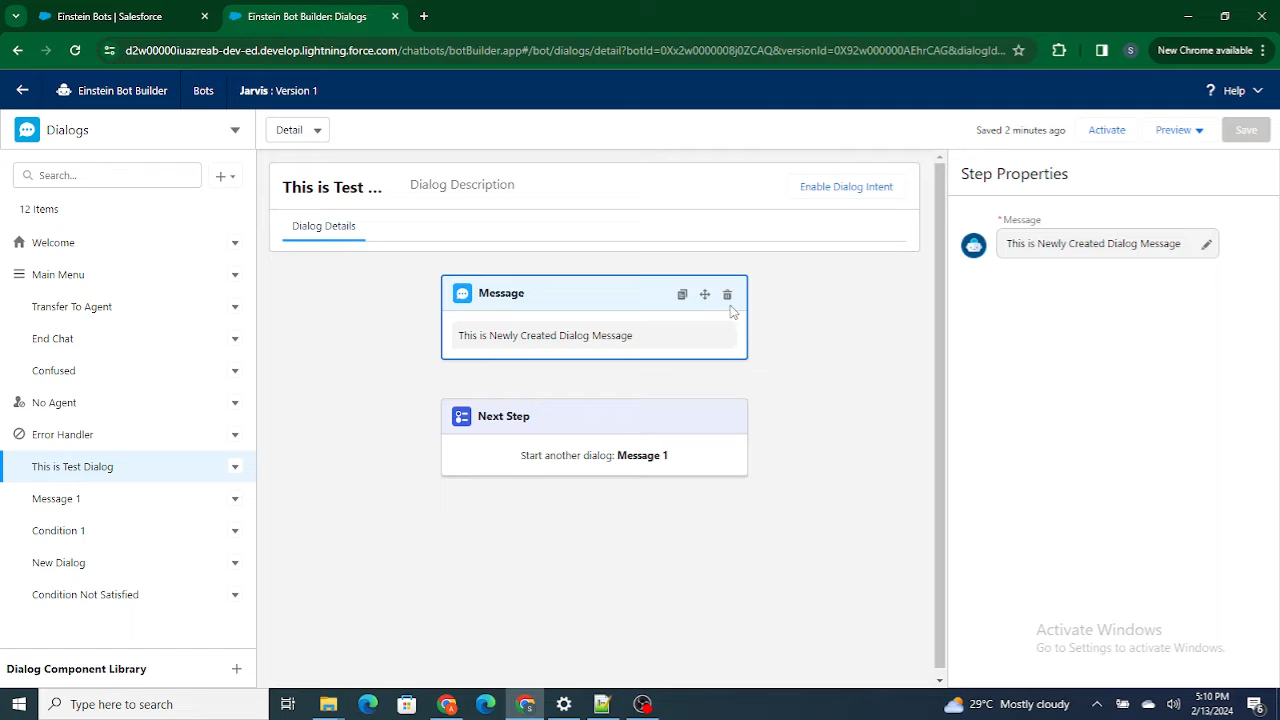 Einstein Bots | Salesforce
Einstein Bot Builder: Dialogs
d2w00000iuazreab-dev-ed.develop.lightning.force.com/chatbots/botBuilder.app#/bot/dialogs/detail?botId=0Xx2w0000008j0ZCAQ&versionId=0X92w000000AEhrCAG&dialogId...
S
New Chrome available
Einstein Bot Builder
Bots
Jarvis : Version 1
? Help
Dialogs
Detail
Saved 2 minutes ago
Activate
Preview
Save
Search...
12 Items
Welcome
Main Menu
Transfer To Agent
End Chat
Confused
No Agent
Error Handler
This is Test Dialog
Message 1
Condition 1
New Dialog
Condition Not Satisfied
Dialog Component Library
This is Test ...
Dialog Description
Enable Dialog Intent
Dialog Details
Message
This is Newly Created Dialog Message
Next Step
Start another dialog: Message 1
Step Properties
* Message
This is Newly Created Dialog Message
Activate Windows
Go to Settings to activate Windows.
Type here to search
29°C Mostly cloudy
5:10 PM
2/13/2024
6